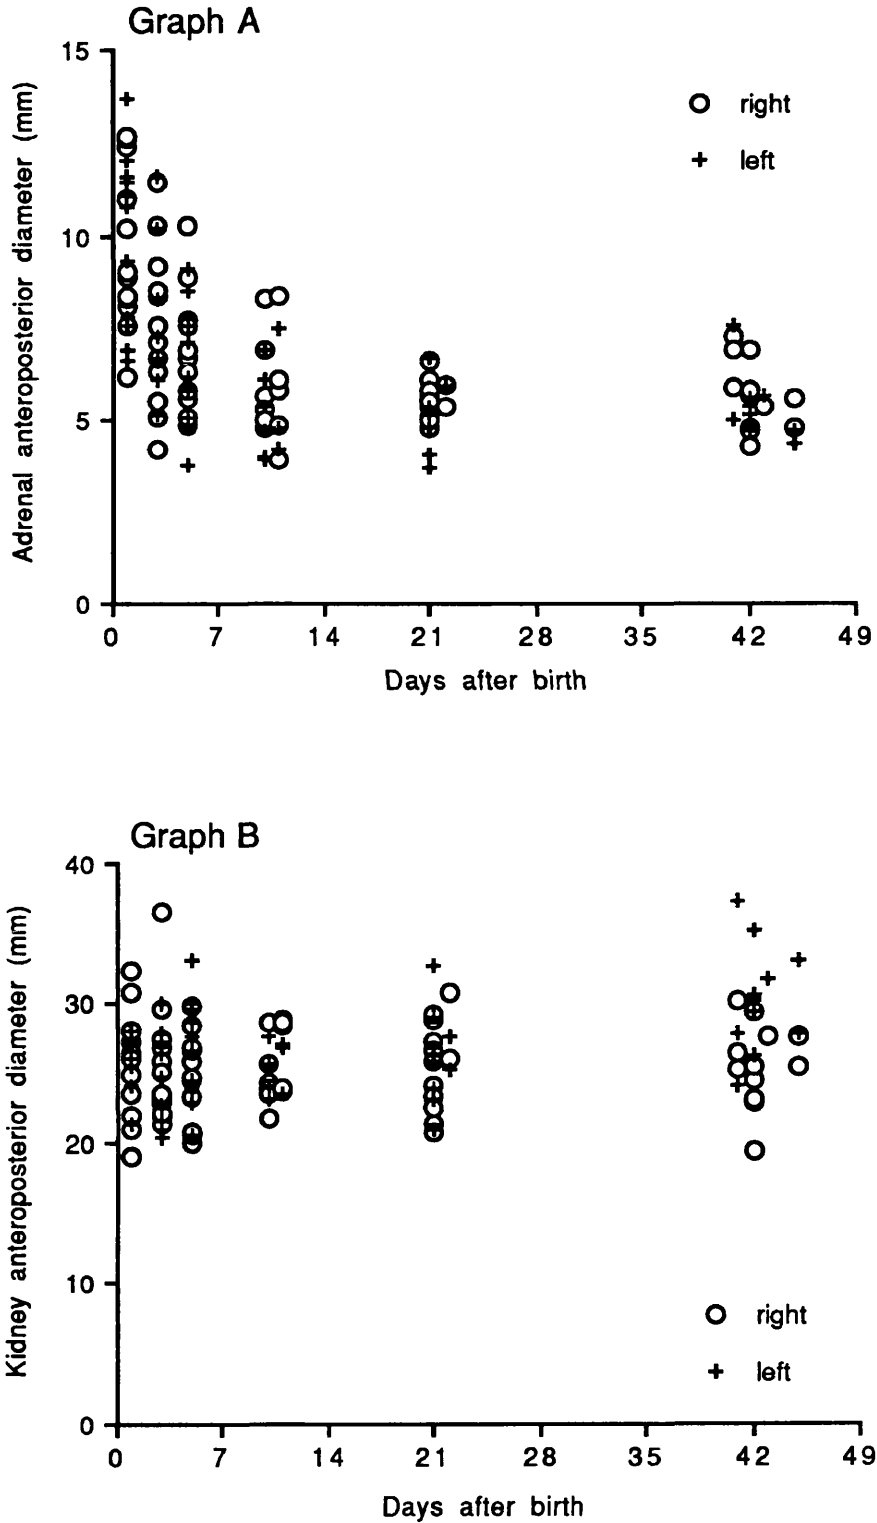 Graph A
15
10
5
0
Adrenal anteroposterior diameter (mm)
right
left
0 7 14 21 28 35 42 49
Days after birth
Graph B
40
30
20
10
0
Kidney anteroposterior diameter (mm)
right
left
0 7 14 21 28 35 42 49
Days after birth